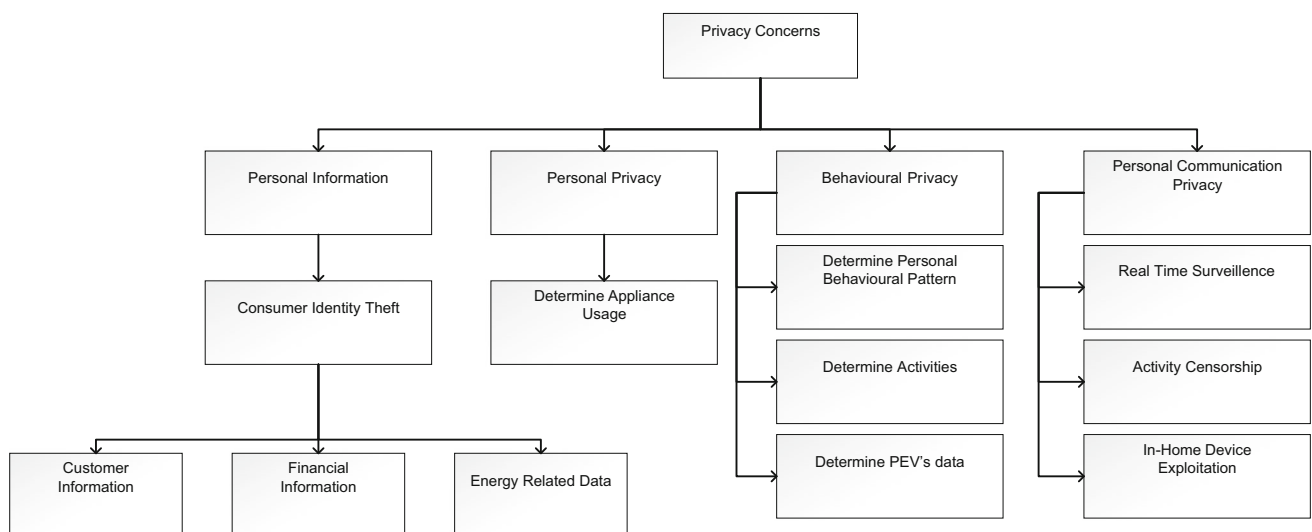 Privacy Concerns
Personal Information
Personal Privacy
Behavioural Privacy
Personal Communication
Privacy
Consumer Identity Theft
Determine Appliance
Usage
Determine Personal
Behavioural Pattern
Real Time Surveillence
Determine Activities
Activity Censorship
Customer
Information
Financial
Information
Energy Related Data
Determine PEV's data
In-Home Device
Exploitation